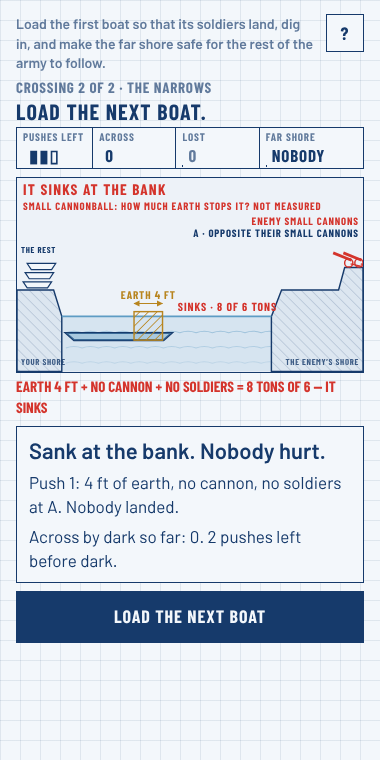 Load the first boat so that its soldiers land, dig
in, and make the far shore safe for the rest of the
army to follow.
?
CROSSING 2 OF 2 · THE NARROWS
LOAD THE NEXT BOAT.
PUSHES LEFT
ACROSS
0
LOST
0
FAR SHORE
NOBODY
IT SINKS AT THE BANK
SMALL CANNONBALL: HOW MUCH EARTH STOPS IT? NOT MEASURED
ENEMY SMALL CANNONS
A · OPPOSITE THEIR SMALL CANNONS
THE REST
EARTH 4 FT
SINKS · 8 OF 6 TONS
YOUR SHORE
THE ENEMY'S SHORE
EARTH 4 FT + NO CANNON + NO SOLDIERS = 8 TONS OF 6 — IT
SINKS
Sank at the bank. Nobody hurt.
Push 1: 4 ft of earth, no cannon, no soldiers
at A. Nobody landed.
Across by dark so far: 0. 2 pushes left
before dark.
LOAD THE NEXT BOAT